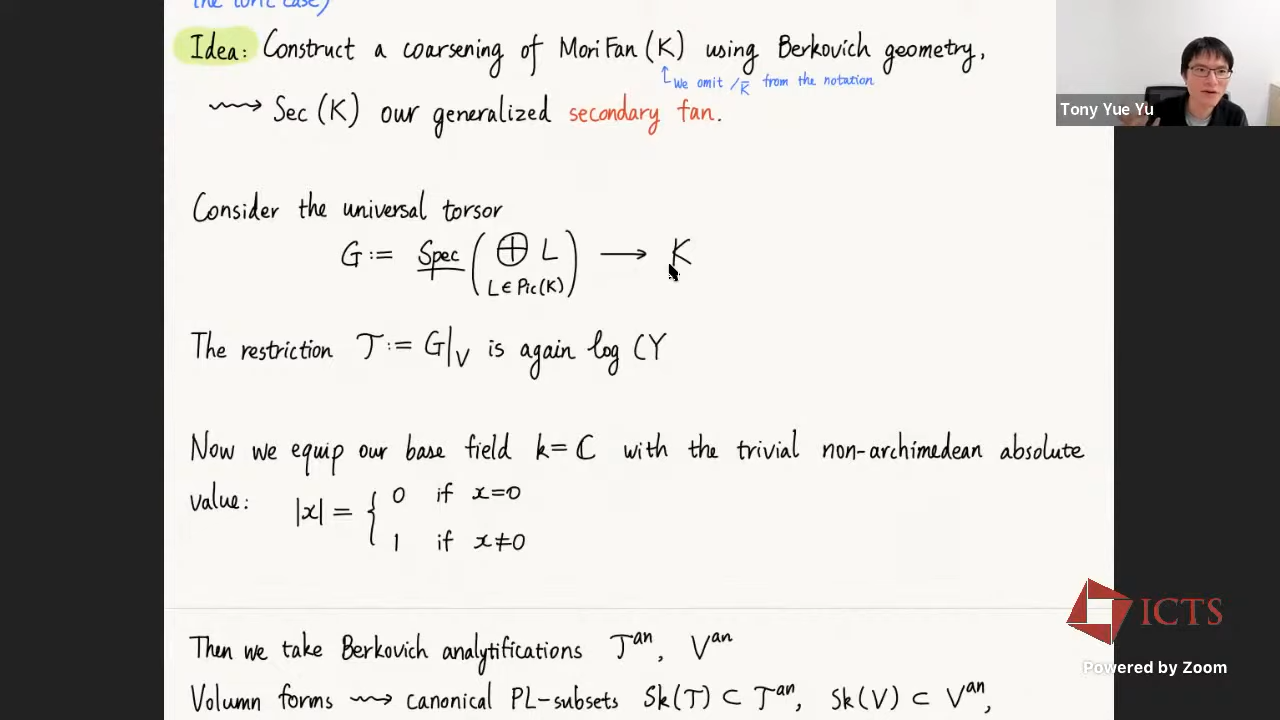 the toric case)
Idea: Construct a coarsening of MoriFan (K) using Berkovich geometry,
↑ We omit /K̄ from the notation
⇝ Sec (K) our generalized secondary fan.
Tony Yue Yu
Consider the universal torsor
G := Spec ( ⊕ L ) ⟶ K
L ∈ Pic(K)
The restriction T := G|V is again log CY
Now we equip our base field k = C with the trivial non-archimedean absolute
value: |x| = { 0 if x=0
1 if x≠0
ICTS
Then we take Berkovich analytifications T^an, V^an
Powered by Zoom
Volumn forms ⇝ canonical PL-subsets Sk(T) ⊂ T^an, Sk(V) ⊂ V^an,